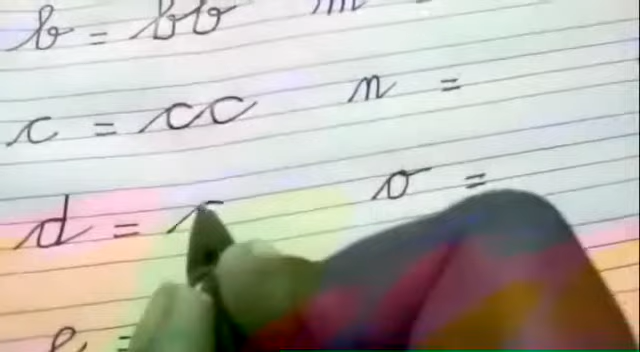 b = bb m =
c = cc n =
d = o =
e =